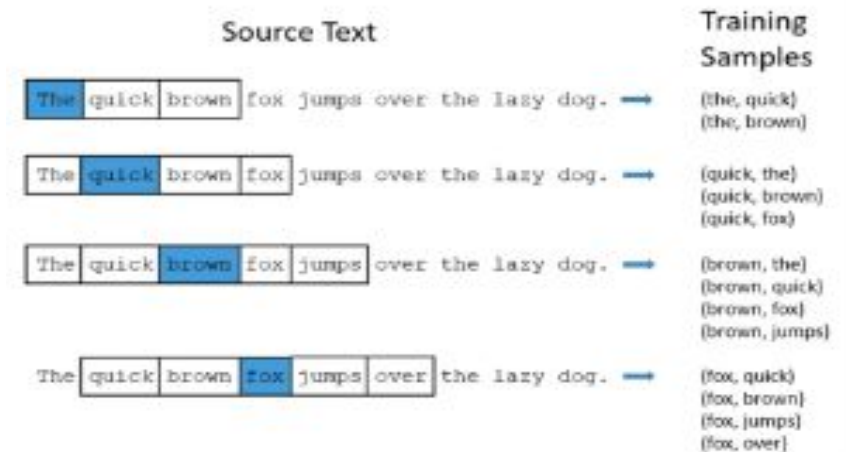 Source Text
Training
Samples
The quick brown fox jumps over the lazy dog.
(the, quick)
(the, brown)
The quick brown fox jumps over the lazy dog.
(quick, the)
(quick, brown)
(quick, fox)
The quick brown fox jumps over the lazy dog.
(brown, the)
(brown, quick)
(brown, fox)
(brown, jumps)
The quick brown fox jumps over the lazy dog.
(fox, quick)
(fox, brown)
(fox, jumps)
(fox, over)